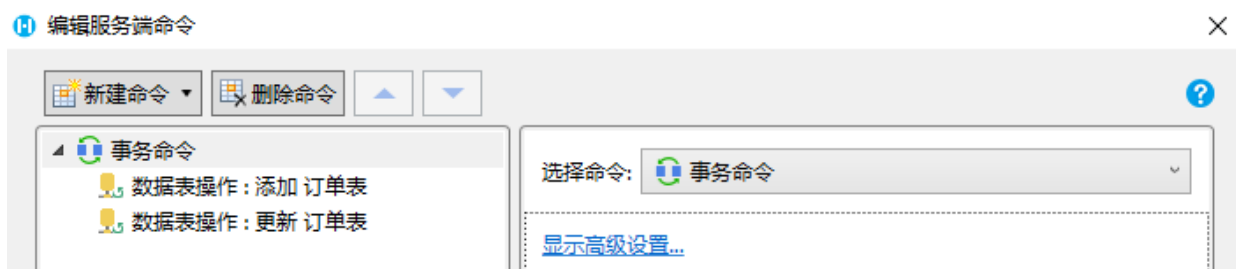 编辑服务端命令
新建命令 删除命令
事务命令
数据表操作 : 添加 订单表
数据表操作 : 更新 订单表
选择命令: 事务命令
显示高级设置...